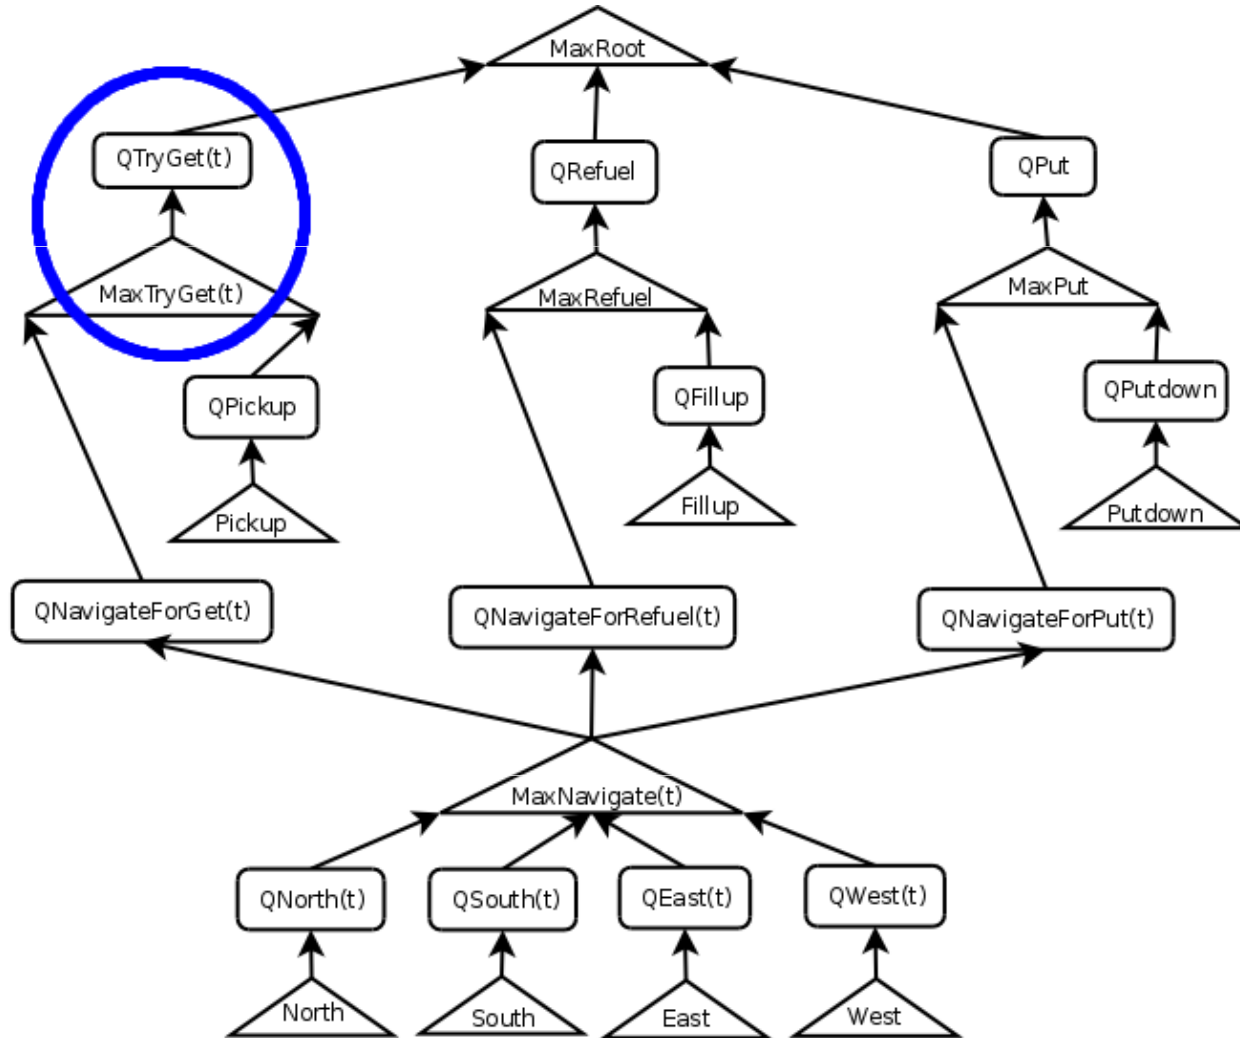 MaxRoot
QTryGet(t)
QRefuel
QPut
MaxTryGet(t)
MaxRefuel
MaxPut
QPickup
QFillup
QPutdown
Pickup
Fillup
Putdown
QNavigateForGet(t)
QNavigateForRefuel(t)
QNavigateForPut(t)
MaxNavigate(t)
QNorth(t)
QSouth(t)
QEast(t)
QWest(t)
North
South
East
West